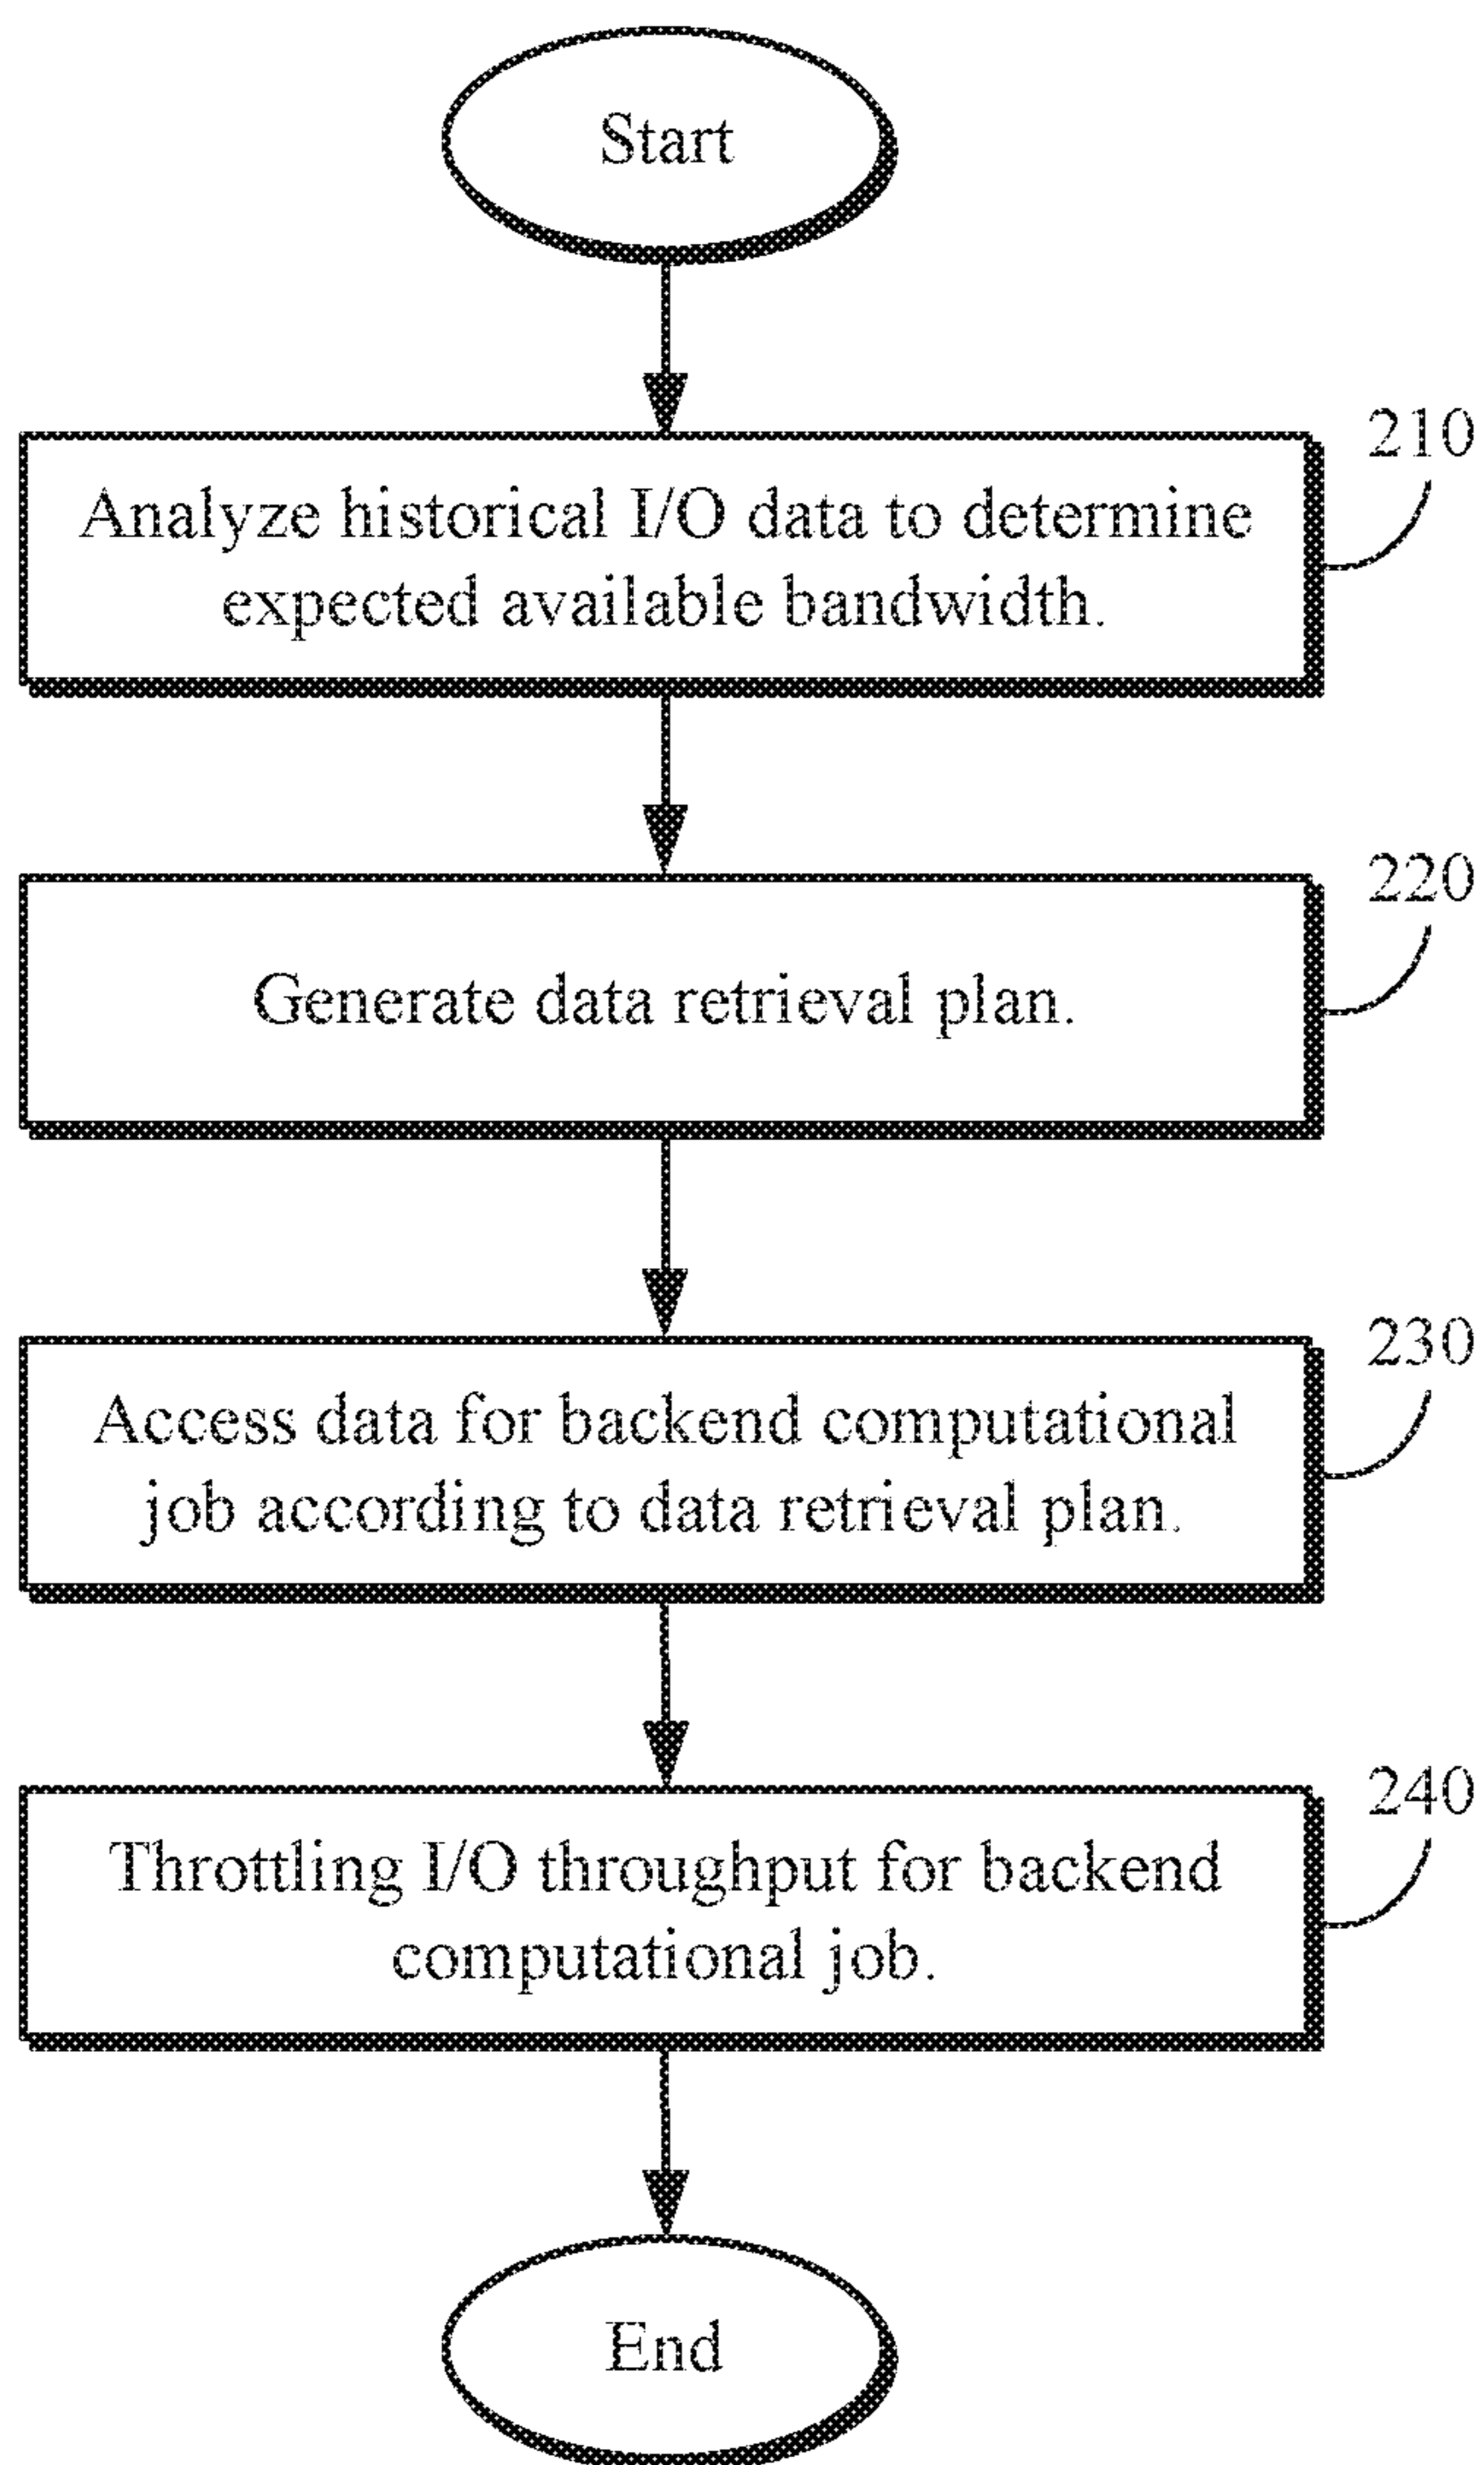 Start
210
Analyze historical I/O data to determine
expected available bandwidth.
220
Generate data retrieval plan.
230
Access data for backend computational
job according to data retrieval plan.
240
Throttling I/O throughput for backend
computational job.
End